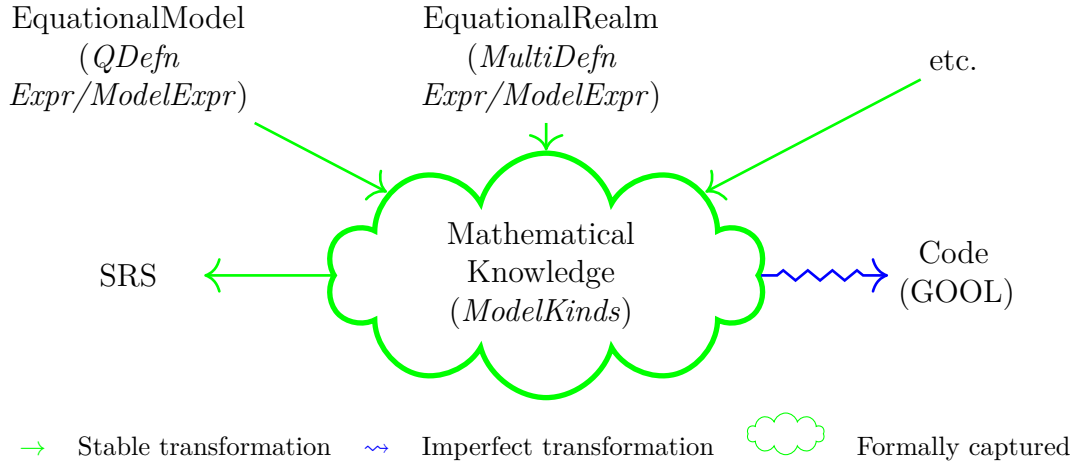 EquationalModel
(QDefn
Expr/ModelExpr)
EquationalRealm
(MultiDefn
Expr/ModelExpr)
etc.
Mathematical
Knowledge
(ModelKinds)
SRS
Code
(GOOL)
Stable transformation
Imperfect transformation
Formally captured